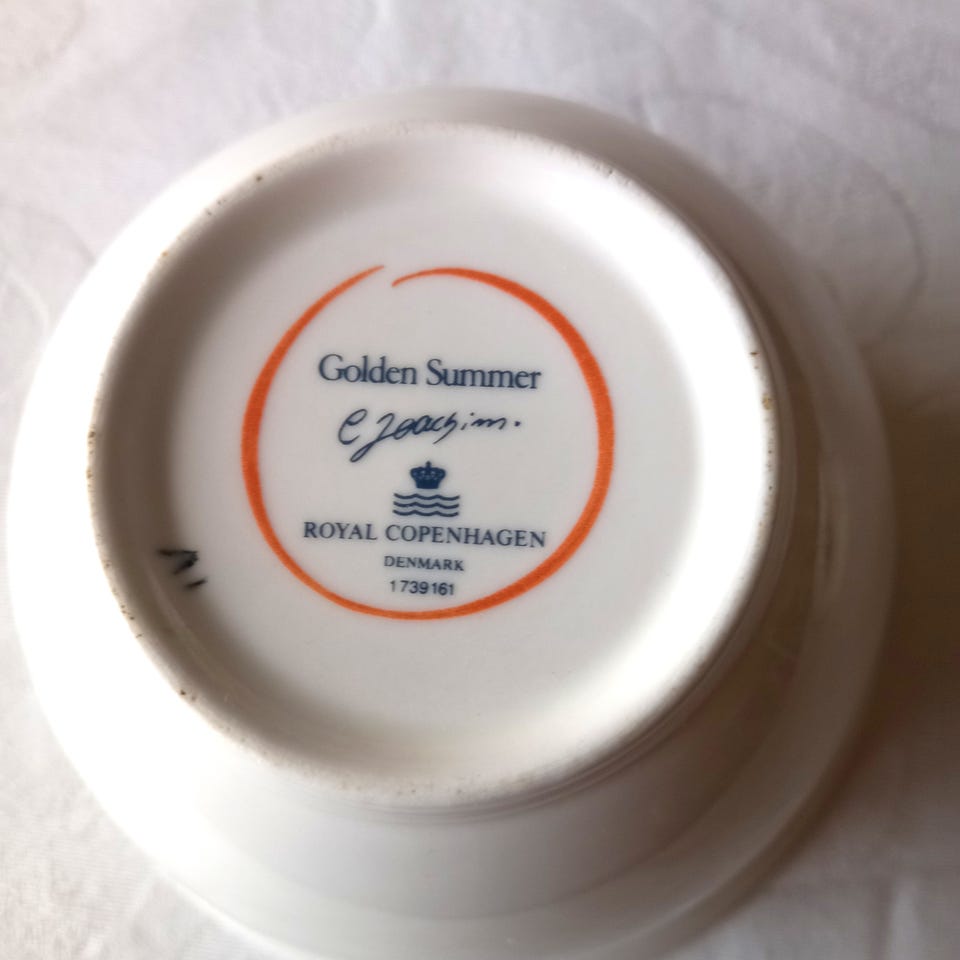 Golden Summer
C Joachim.
ROYAL COPENHAGEN
DENMARK
1739161